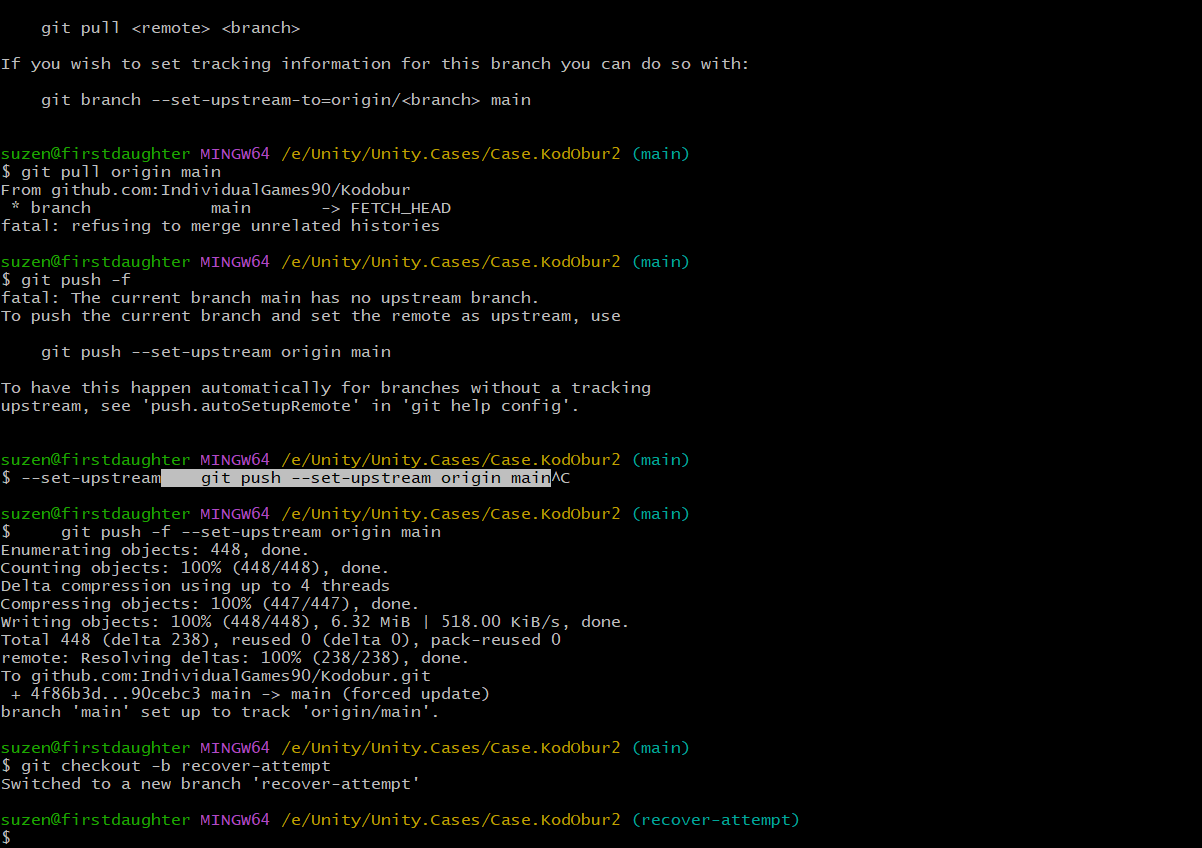 git pull <remote> <branch>
If you wish to set tracking information for this branch you can do so with:
git branch --set-upstream-to=origin/<branch> main
suzen@firstdaughter MINGW64 /e/Unity/Unity.Cases/Case.KodObur2 (main)
$ git pull origin main
From github.com:IndividualGames90/Kodobur
 * branch            main       -> FETCH_HEAD
fatal: refusing to merge unrelated histories
suzen@firstdaughter MINGW64 /e/Unity/Unity.Cases/Case.KodObur2 (main)
$ git push -f
fatal: The current branch main has no upstream branch.
To push the current branch and set the remote as upstream, use
    git push --set-upstream origin main
To have this happen automatically for branches without a tracking
upstream, see 'push.autoSetupRemote' in 'git help config'.
suzen@firstdaughter MINGW64 /e/Unity/Unity.Cases/Case.KodObur2 (main)
$ --set-upstream    git push --set-upstream origin main^C
suzen@firstdaughter MINGW64 /e/Unity/Unity.Cases/Case.KodObur2 (main)
$     git push -f --set-upstream origin main
Enumerating objects: 448, done.
Counting objects: 100% (448/448), done.
Delta compression using up to 4 threads
Compressing objects: 100% (447/447), done.
Writing objects: 100% (448/448), 6.32 MiB | 518.00 KiB/s, done.
Total 448 (delta 238), reused 0 (delta 0), pack-reused 0
remote: Resolving deltas: 100% (238/238), done.
To github.com:IndividualGames90/Kodobur.git
 + 4f86b3d...90cebc3 main -> main (forced update)
branch 'main' set up to track 'origin/main'.
suzen@firstdaughter MINGW64 /e/Unity/Unity.Cases/Case.KodObur2 (main)
$ git checkout -b recover-attempt
Switched to a new branch 'recover-attempt'
suzen@firstdaughter MINGW64 /e/Unity/Unity.Cases/Case.KodObur2 (recover-attempt)
$